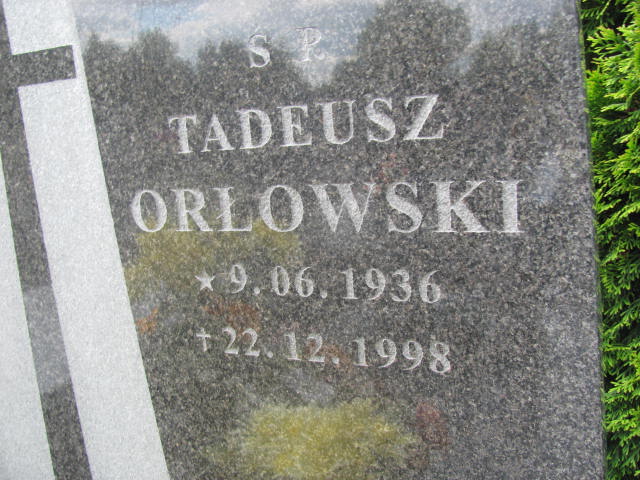 S P
TADEUSZ
ORŁOWSKI
★ 9.06.1936
✝ 22.12.1998